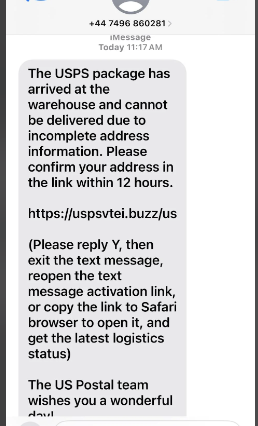 +44 7496 860281
iMessage
Today 11:17 AM
The USPS package has
arrived at the
warehouse and cannot
be delivered due to
incomplete address
information. Please
confirm your address in
the link within 12 hours.
https://uspsvtei.buzz/us
(Please reply Y, then
exit the text message,
reopen the text
message activation link,
or copy the link to Safari
browser to open it, and
get the latest logistics
status)
The US Postal team
wishes you a wonderful
day!